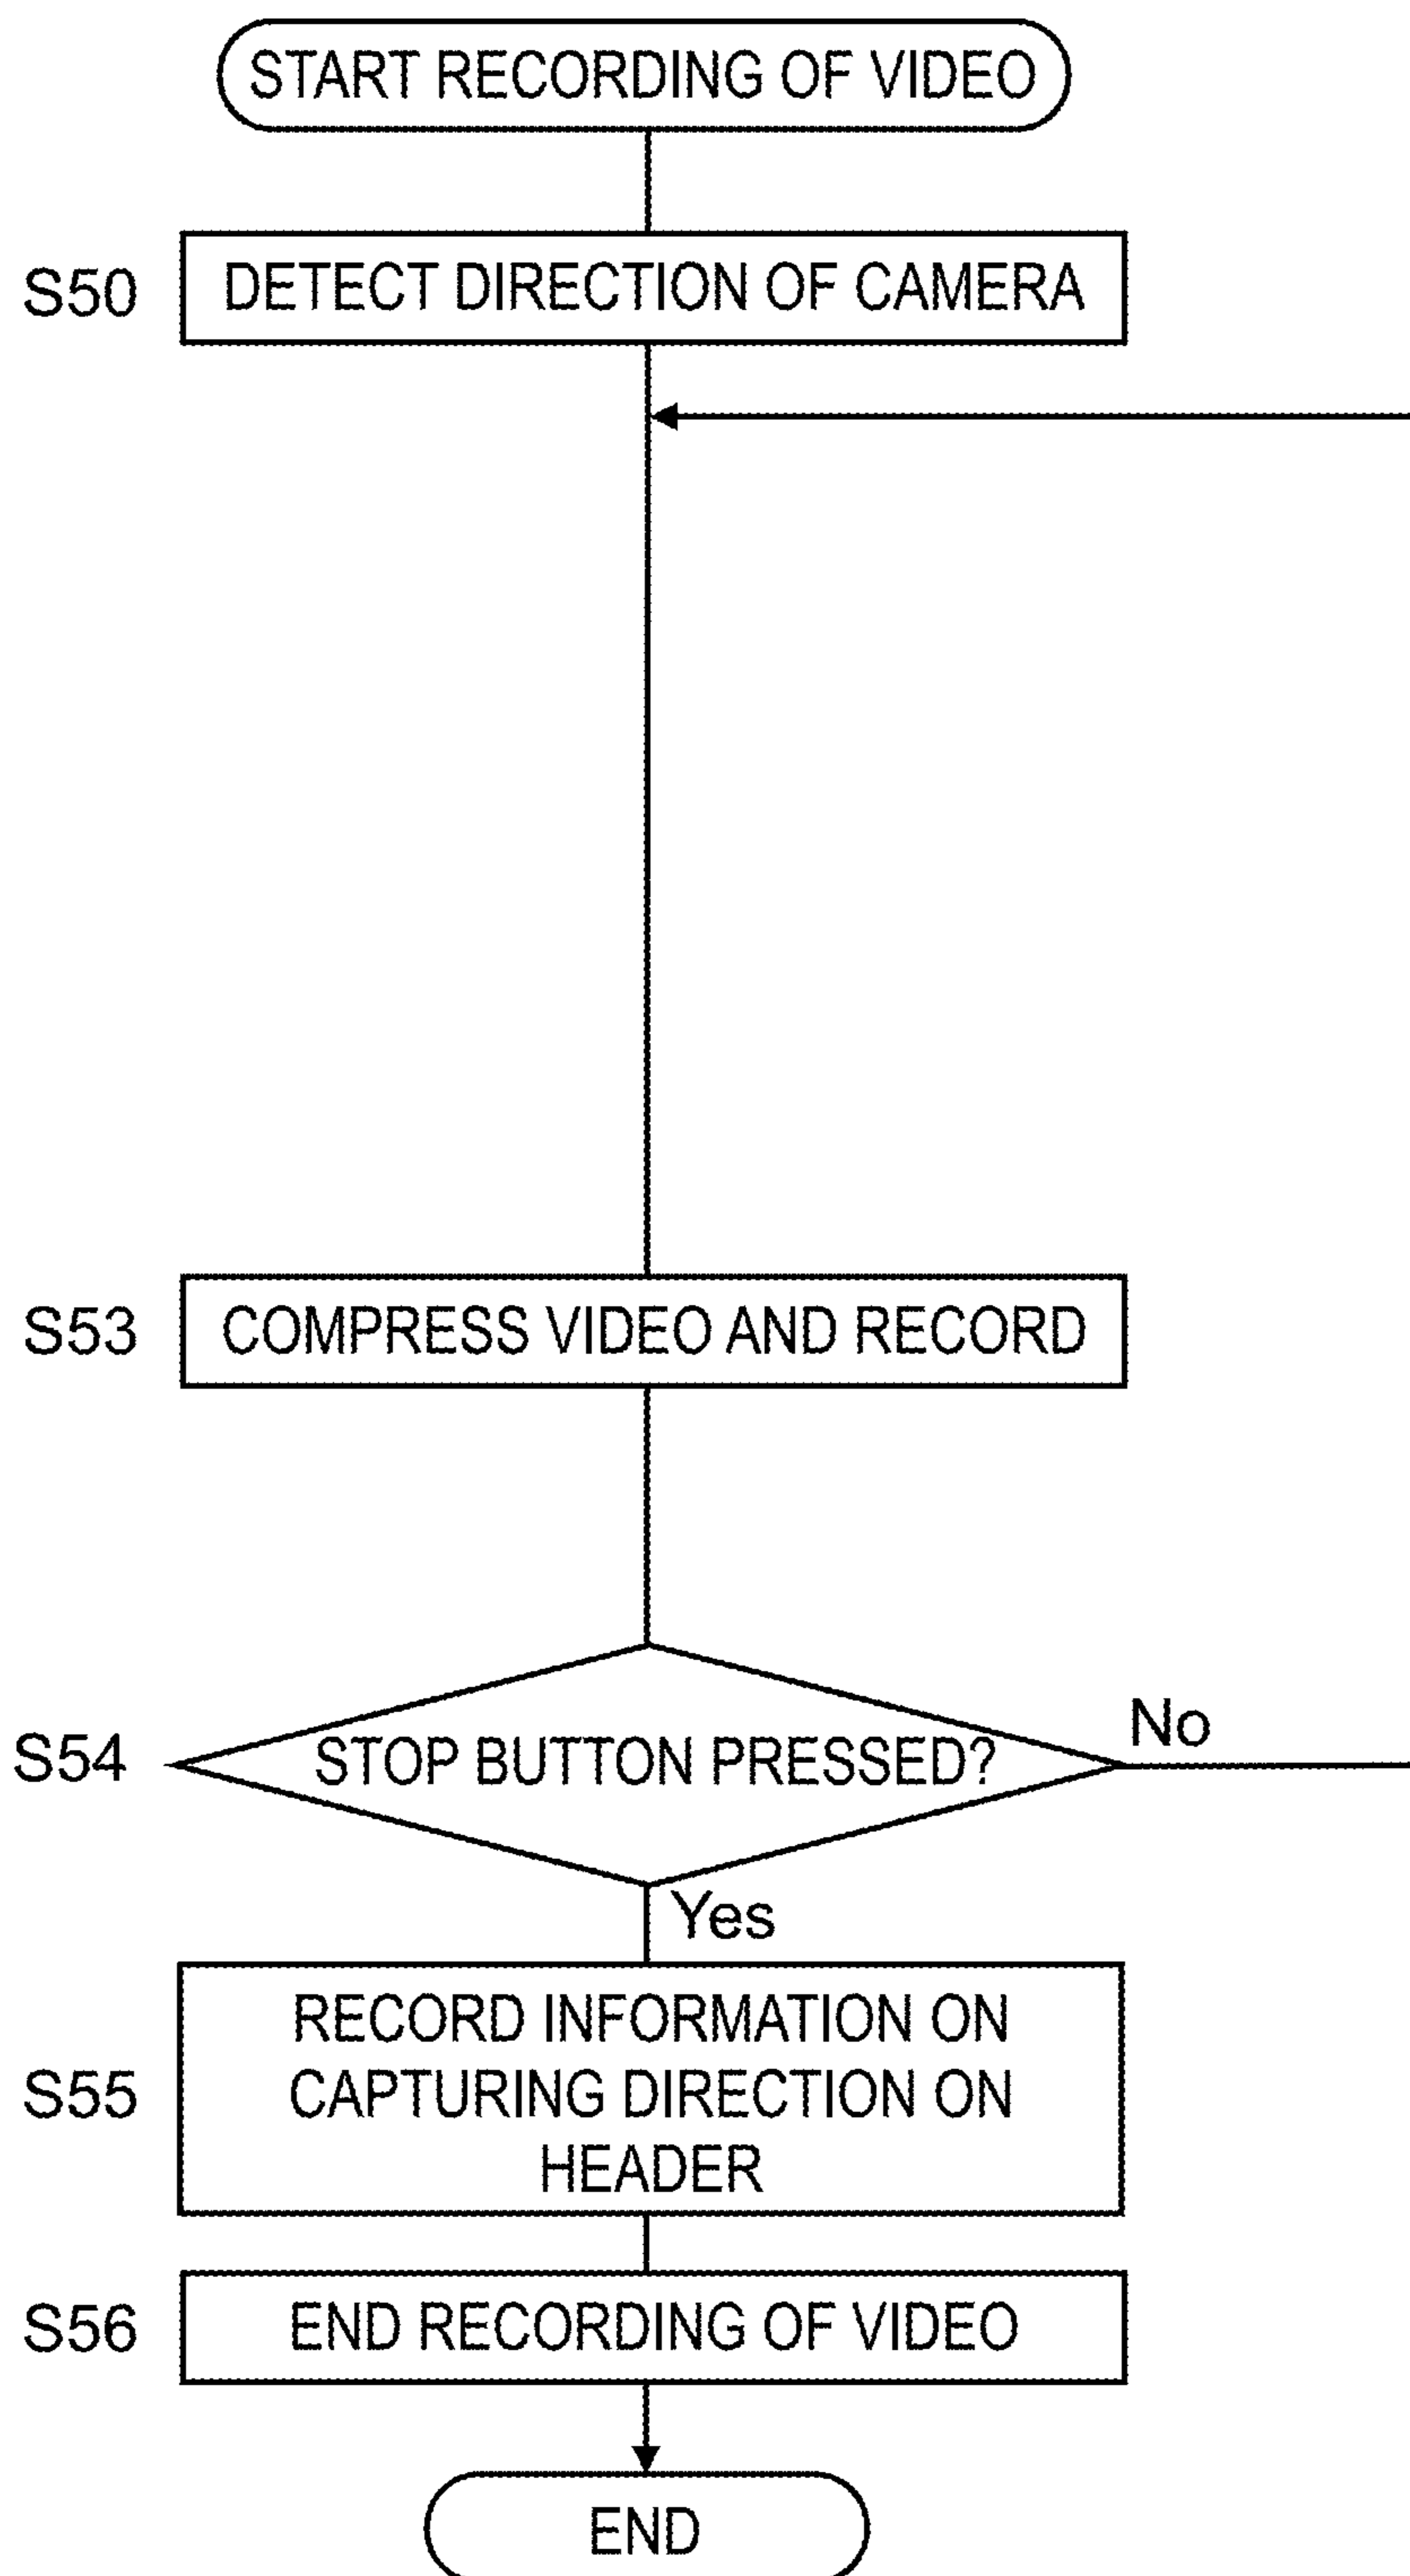 START RECORDING OF VIDEO
S50
DETECT DIRECTION OF CAMERA
S53
COMPRESS VIDEO AND RECORD
S54
STOP BUTTON PRESSED?
No
Yes
S55
RECORD INFORMATION ON
CAPTURING DIRECTION ON
HEADER
S56
END RECORDING OF VIDEO
END